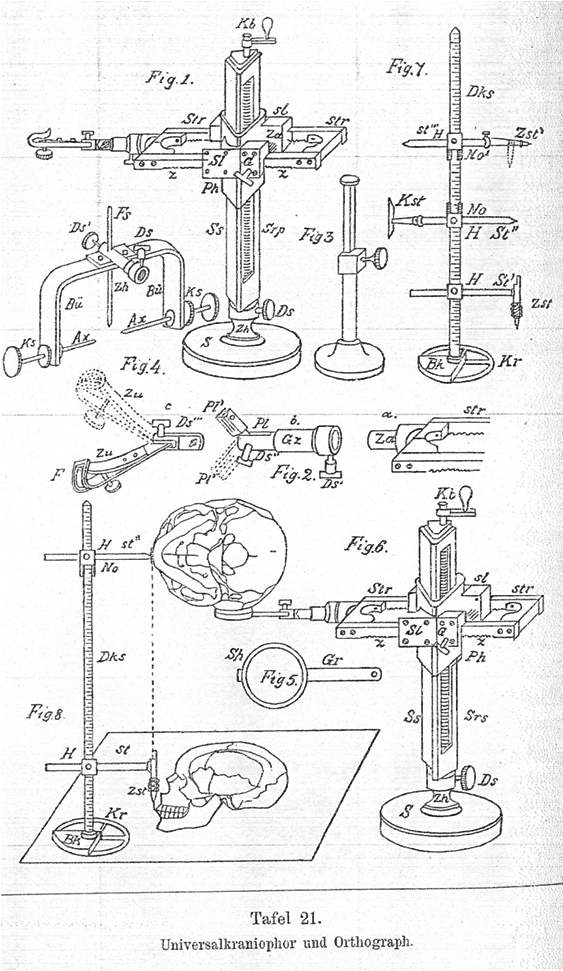 Kb
Fig. 1.
Str
sl
str
Za
Sl
a
z
z
Ph
Ss
Srp
S
Zh
Ds
Fig. 7.
Dks
st'''
H
Zst'
Mo'
Kst
No
H
St''
H
St'
Zst
Bk
Kr
Fig 3
Fs
Ds'
Ds
Zh
Bü
Bü
Ks
Ks
Ax
Ax
Fig. 4.
Zu
c
Ds'''
Zu
F
Pl'
Pl
b.
Gz
Ds''
Pl'
Fig. 2.
Ds'
a.
str
Za
H
st''
No
Dks
Fig. 8.
H
st
Zst
Kr
Bk
Sh
Fig 5.
Gr
Kb
Fig. 6.
Str
sl
str
Sl
a
z
z
Ph
Ss
Srs
Ds
S
Zh
Tafel 21.
Universalkraniophor und Orthograph.